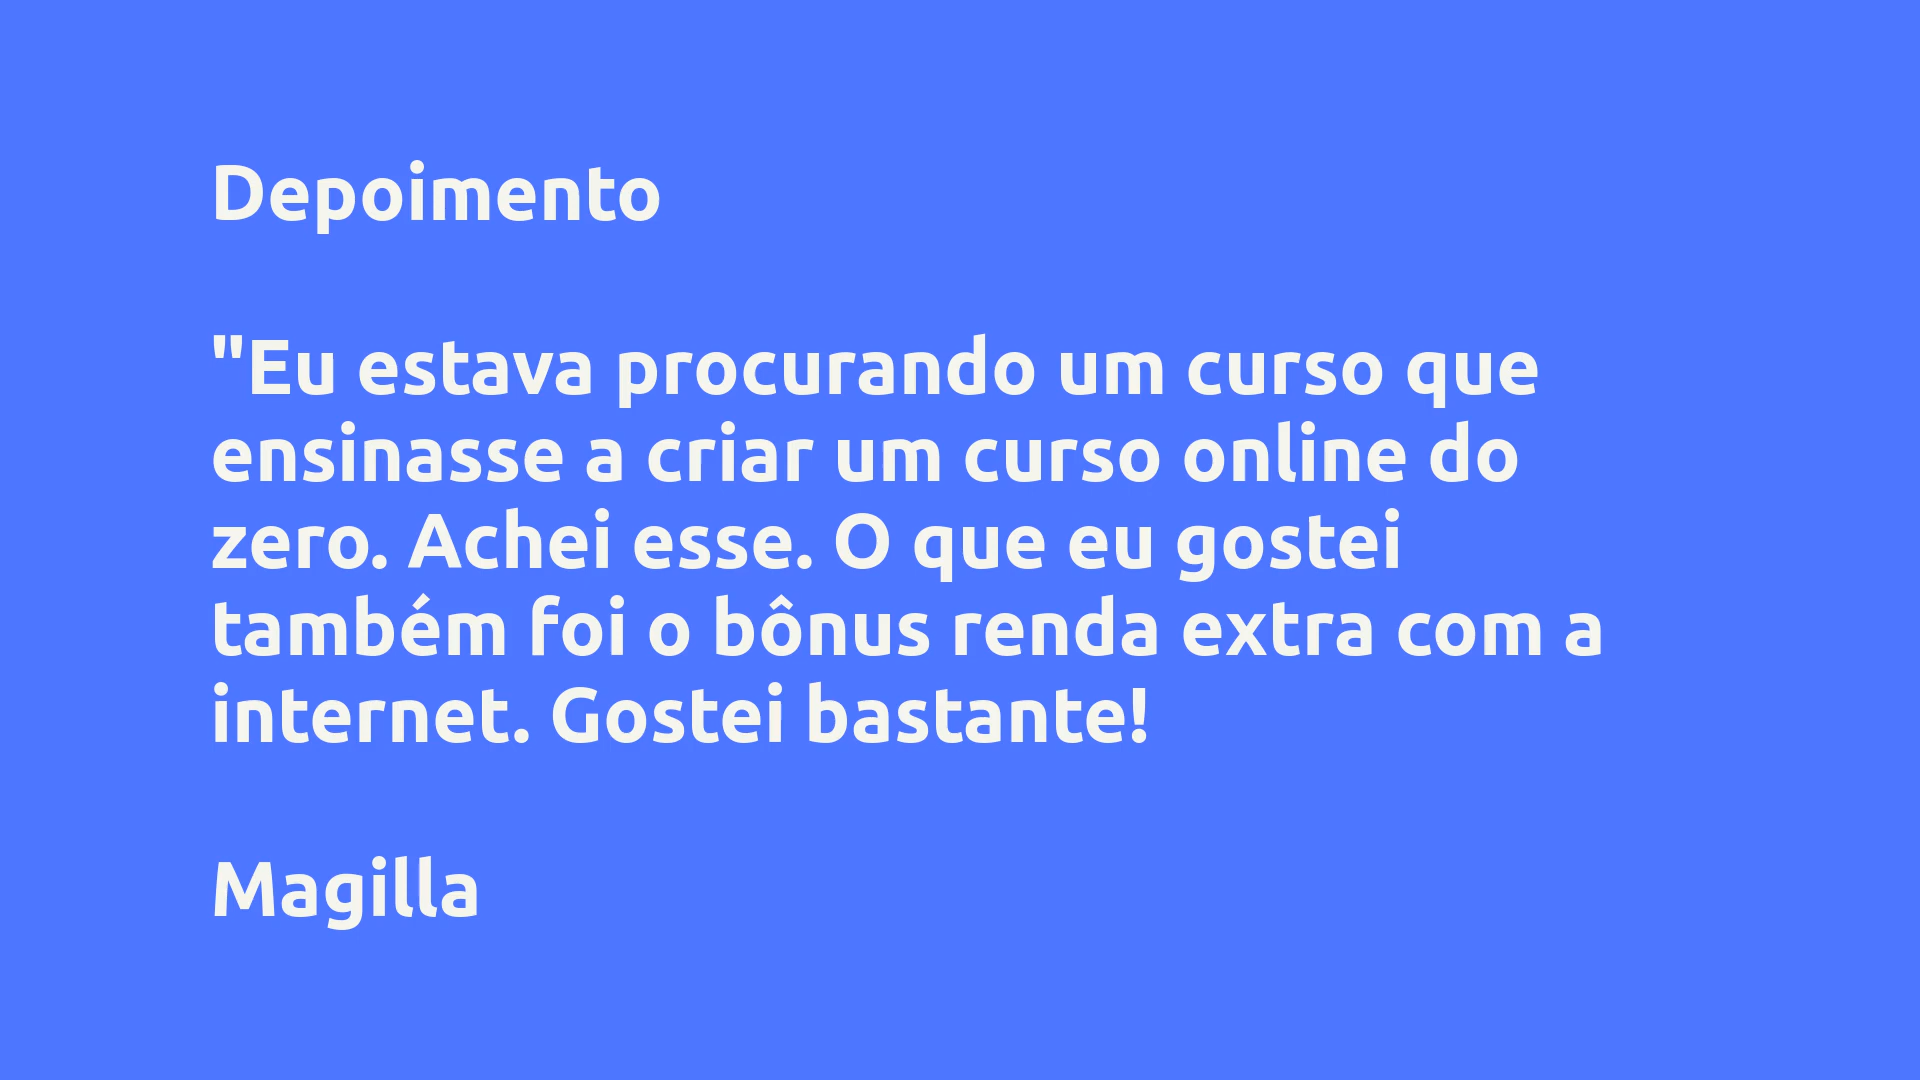 Depoimento
"Eu estava procurando um curso que
ensinasse a criar um curso online do
zero. Achei esse. O que eu gostei
também foi o bônus renda extra com a
internet. Gostei bastante!
Magilla